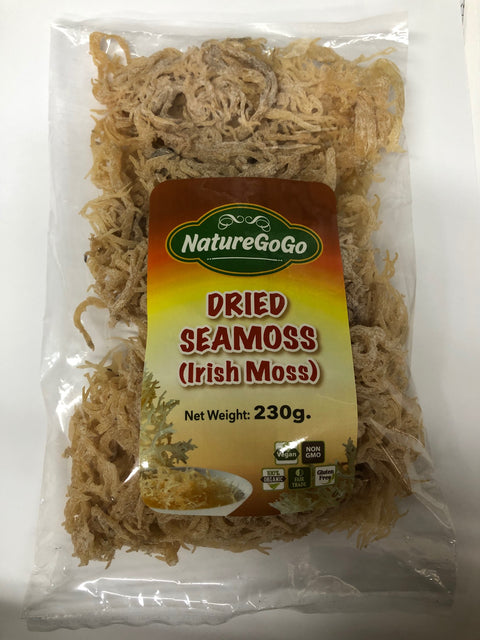 NatureGoGo
DRIED
SEAMOSS
(Irish Moss)
Net Weight: 230g.
Vegan
NON
GMO
100%
ORGANIC
FAIR
TRADE
Gluten
Free